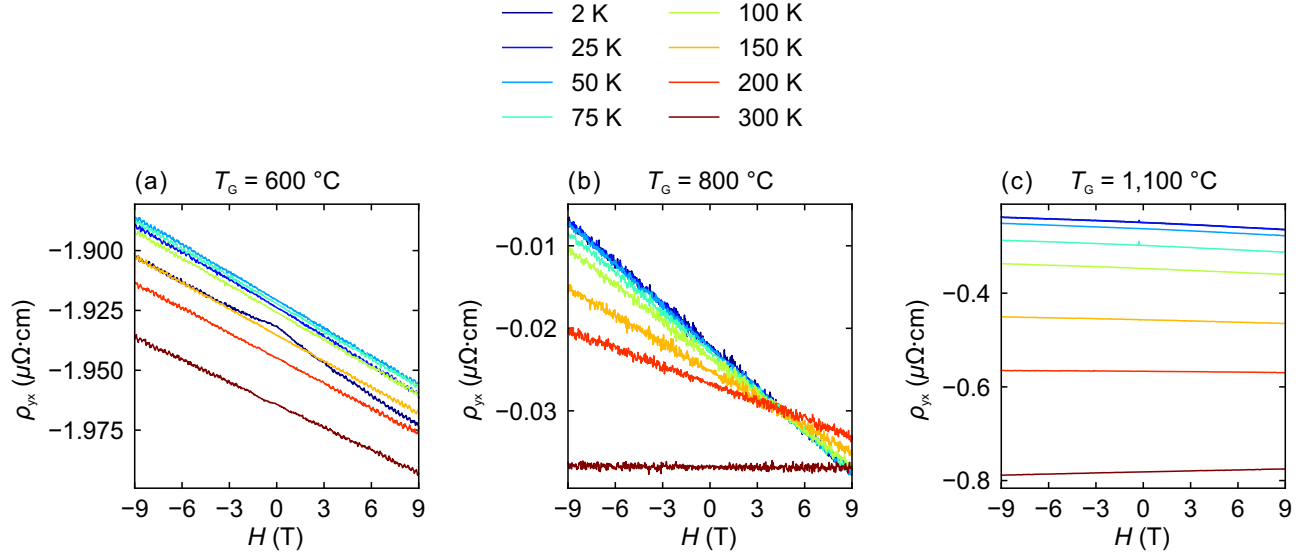 2 K
100 K
25 K
150 K
50 K
200 K
75 K
300 K
(a) T_G = 600 °C
−1.900
−1.925
−1.950
−1.975
ρ_yx (μΩ·cm)
−9 −6 −3 0 3 6 9
H (T)
(b) T_G = 800 °C
−0.01
−0.02
−0.03
ρ_yx (μΩ·cm)
−9 −6 −3 0 3 6 9
H (T)
(c) T_G = 1,100 °C
−0.4
−0.6
−0.8
ρ_yx (μΩ·cm)
−9 −6 −3 0 3 6 9
H (T)